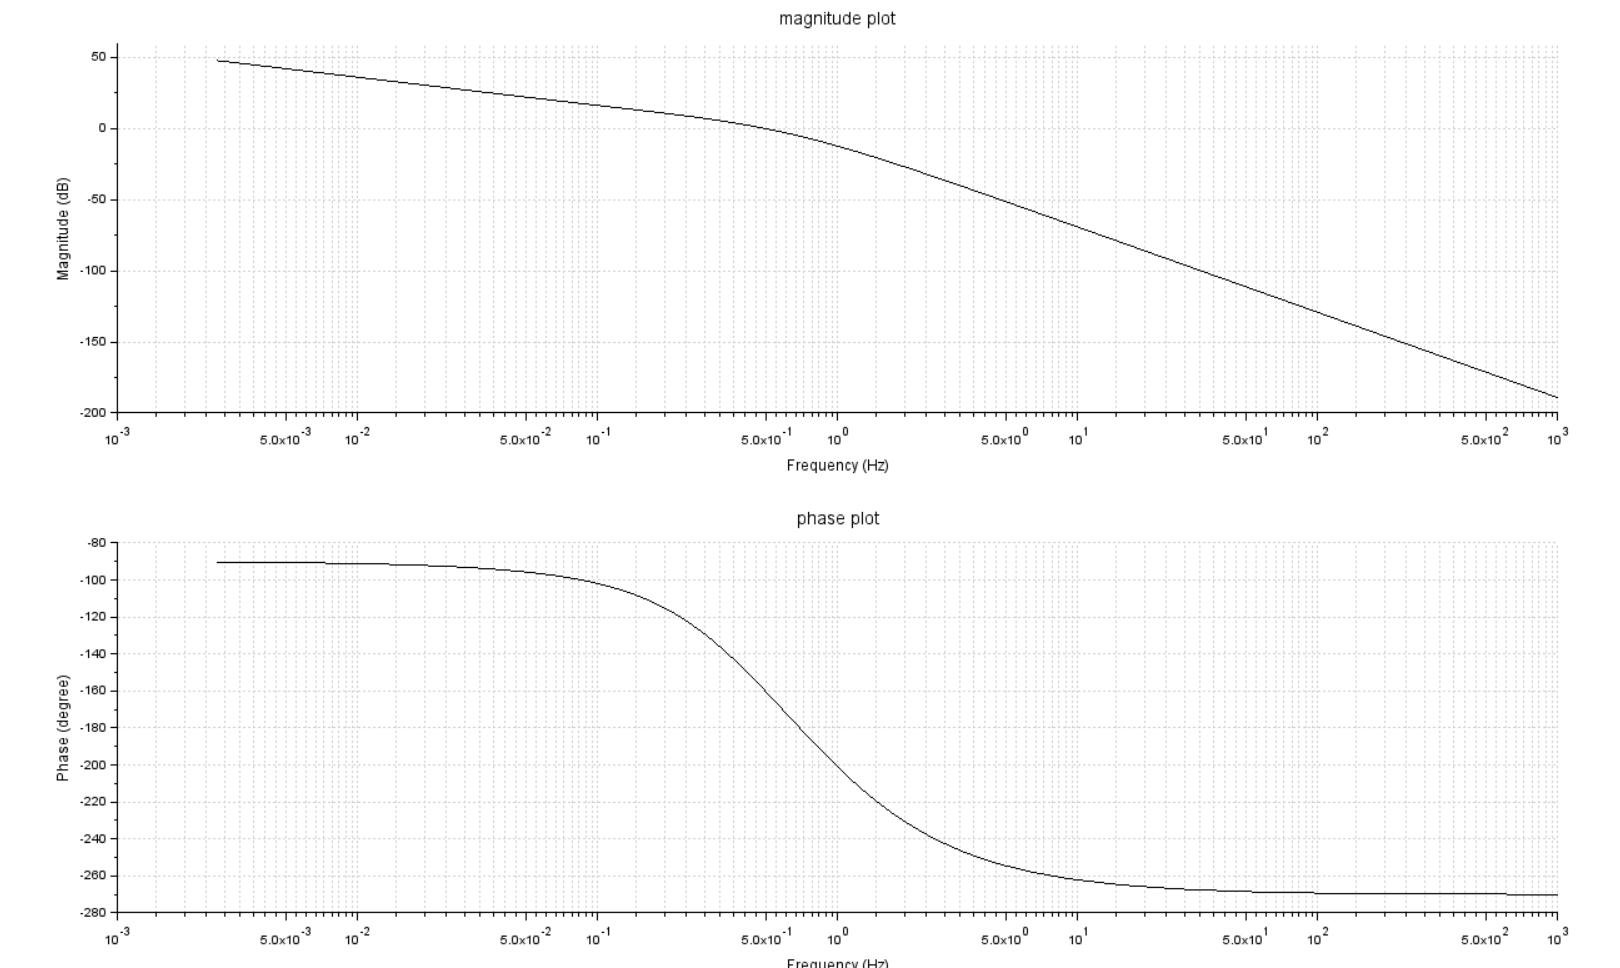 magnitude plot
50
0
-50
-100
-150
-200
Magnitude (dB)
10^-3 5.0x10^-3 10^-2 5.0x10^-2 10^-1 5.0x10^-1 10^0 5.0x10^0 10^1 5.0x10^1 10^2 5.0x10^2 10^3
Frequency (Hz)
phase plot
-80
-100
-120
-140
-160
-180
-200
-220
-240
-260
-280
Phase (degree)
10^-3 5.0x10^-3 10^-2 5.0x10^-2 10^-1 5.0x10^-1 10^0 5.0x10^0 10^1 5.0x10^1 10^2 5.0x10^2 10^3
Frequency (Hz)